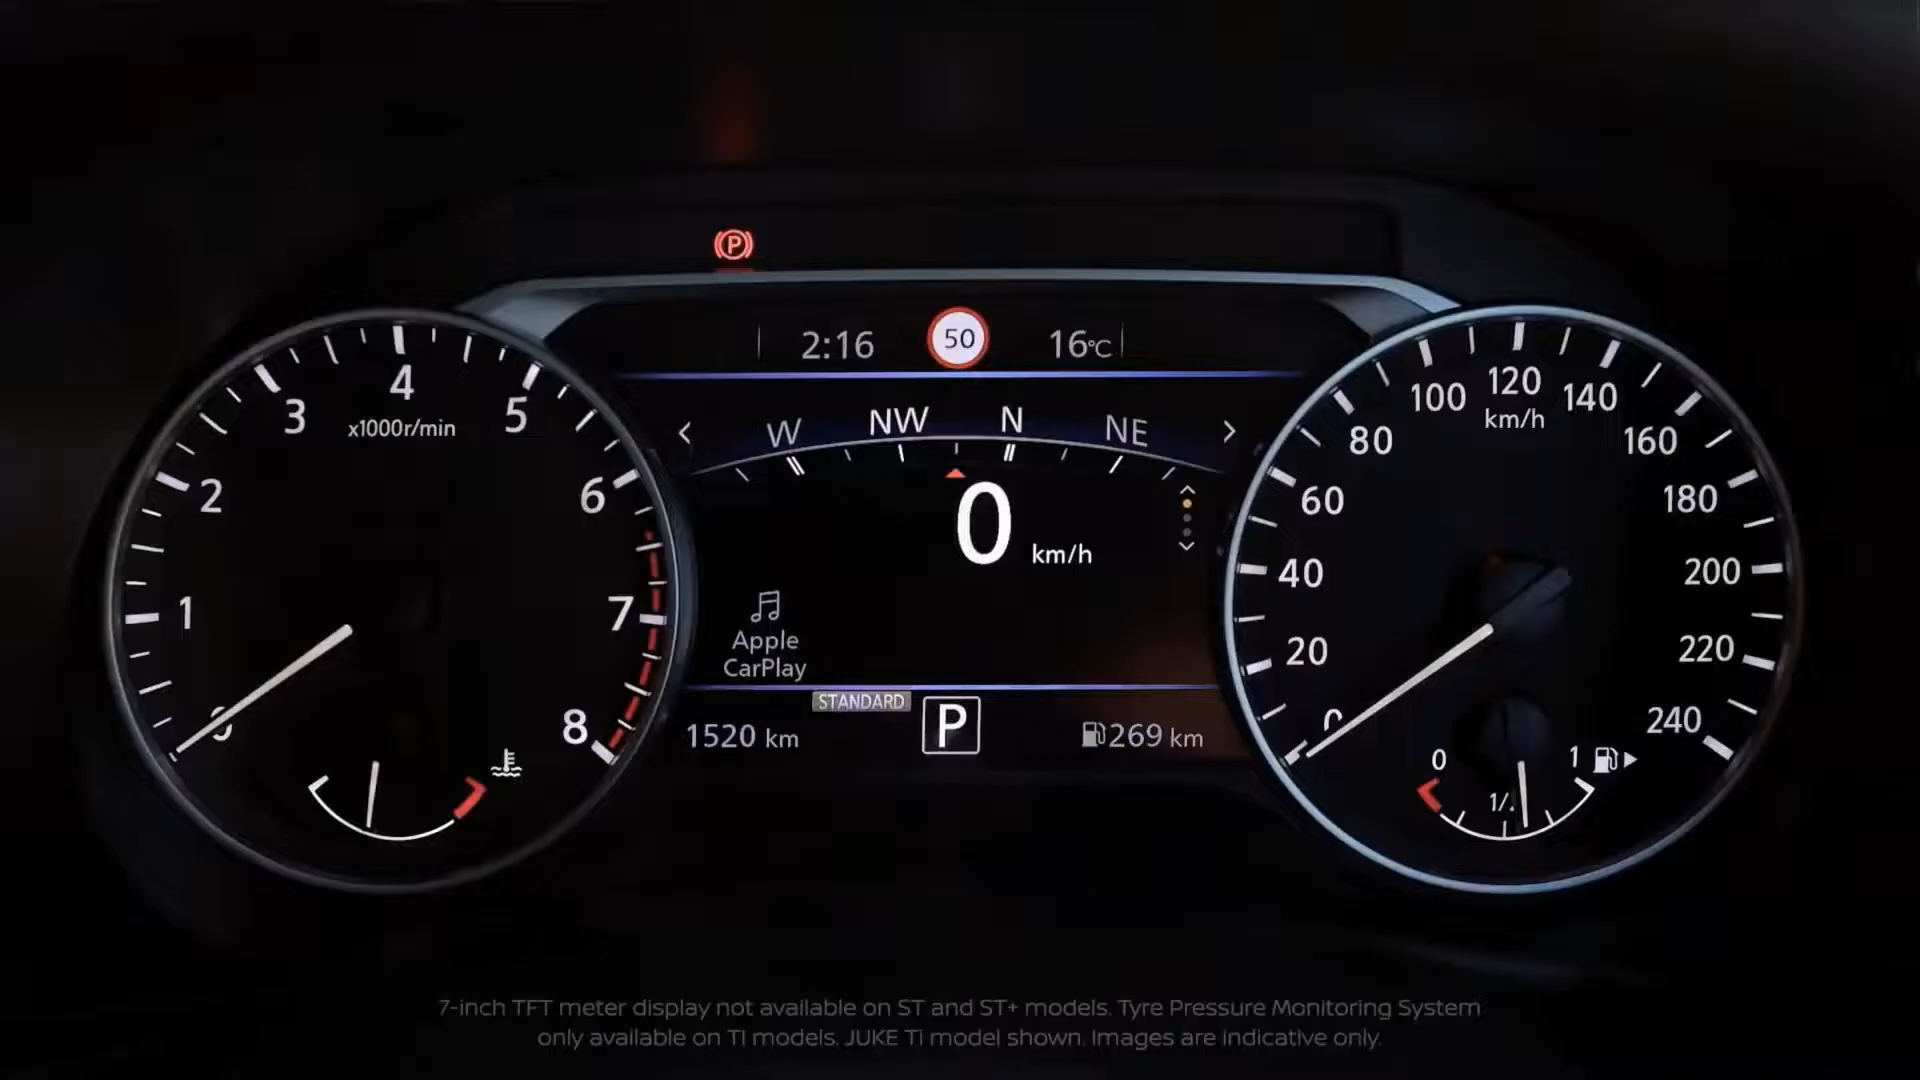 P
2:16 50 16°C
W NW N NE
0 km/h
Apple
CarPlay
STANDARD
1520 km P 269 km
0 1 2 3 4 5 6 7 8
x1000r/min
0 20 40 60 80 100 120 140 160 180 200 220 240
km/h
0 1
7-inch TFT meter display not available on ST and ST+ models. Tyre Pressure Monitoring System
only available on TI models. JUKE Ti model shown. Images are indicative only.